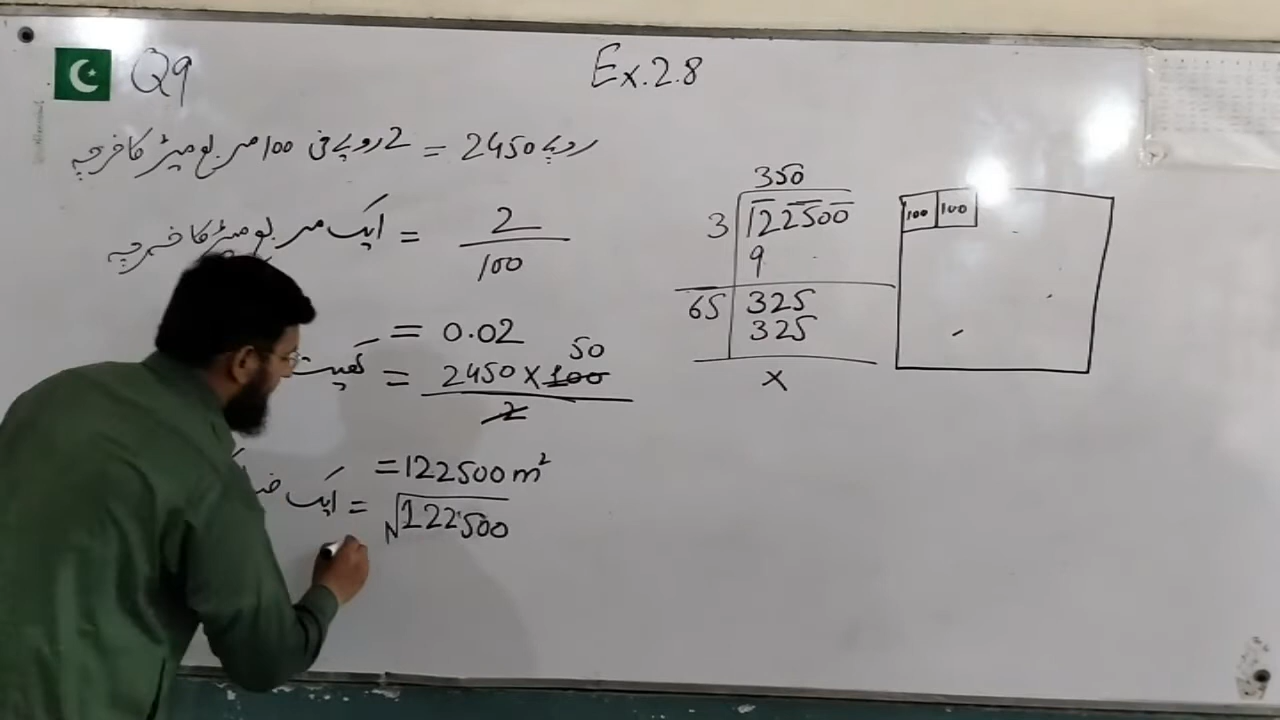 Q9
Ex.2.8
2 روپے فی 100 مربع میٹر کا خرچہ = 2450 روپے
ایک مربع میٹر کا خرچہ = 2/100
= 0.02
کھیت = 2450 × 100/2
50
= 122500 m²
ایک = √122500
350
3 122500
9
65 325
325
×
100 100